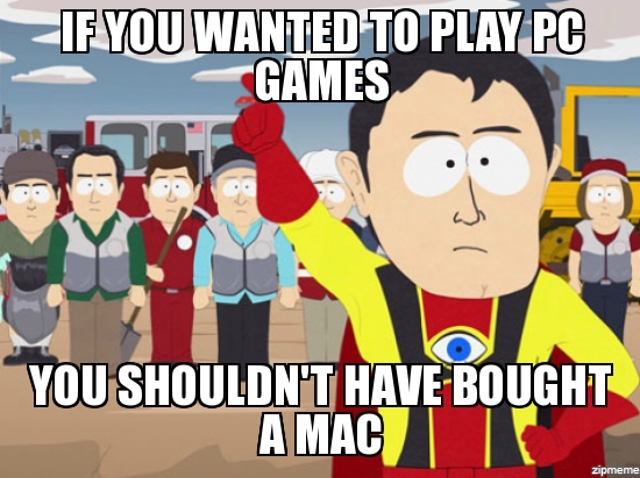 IF YOU WANTED TO PLAY PC
GAMES
YOU SHOULDN'T HAVE BOUGHT
A MAC
zipmeme